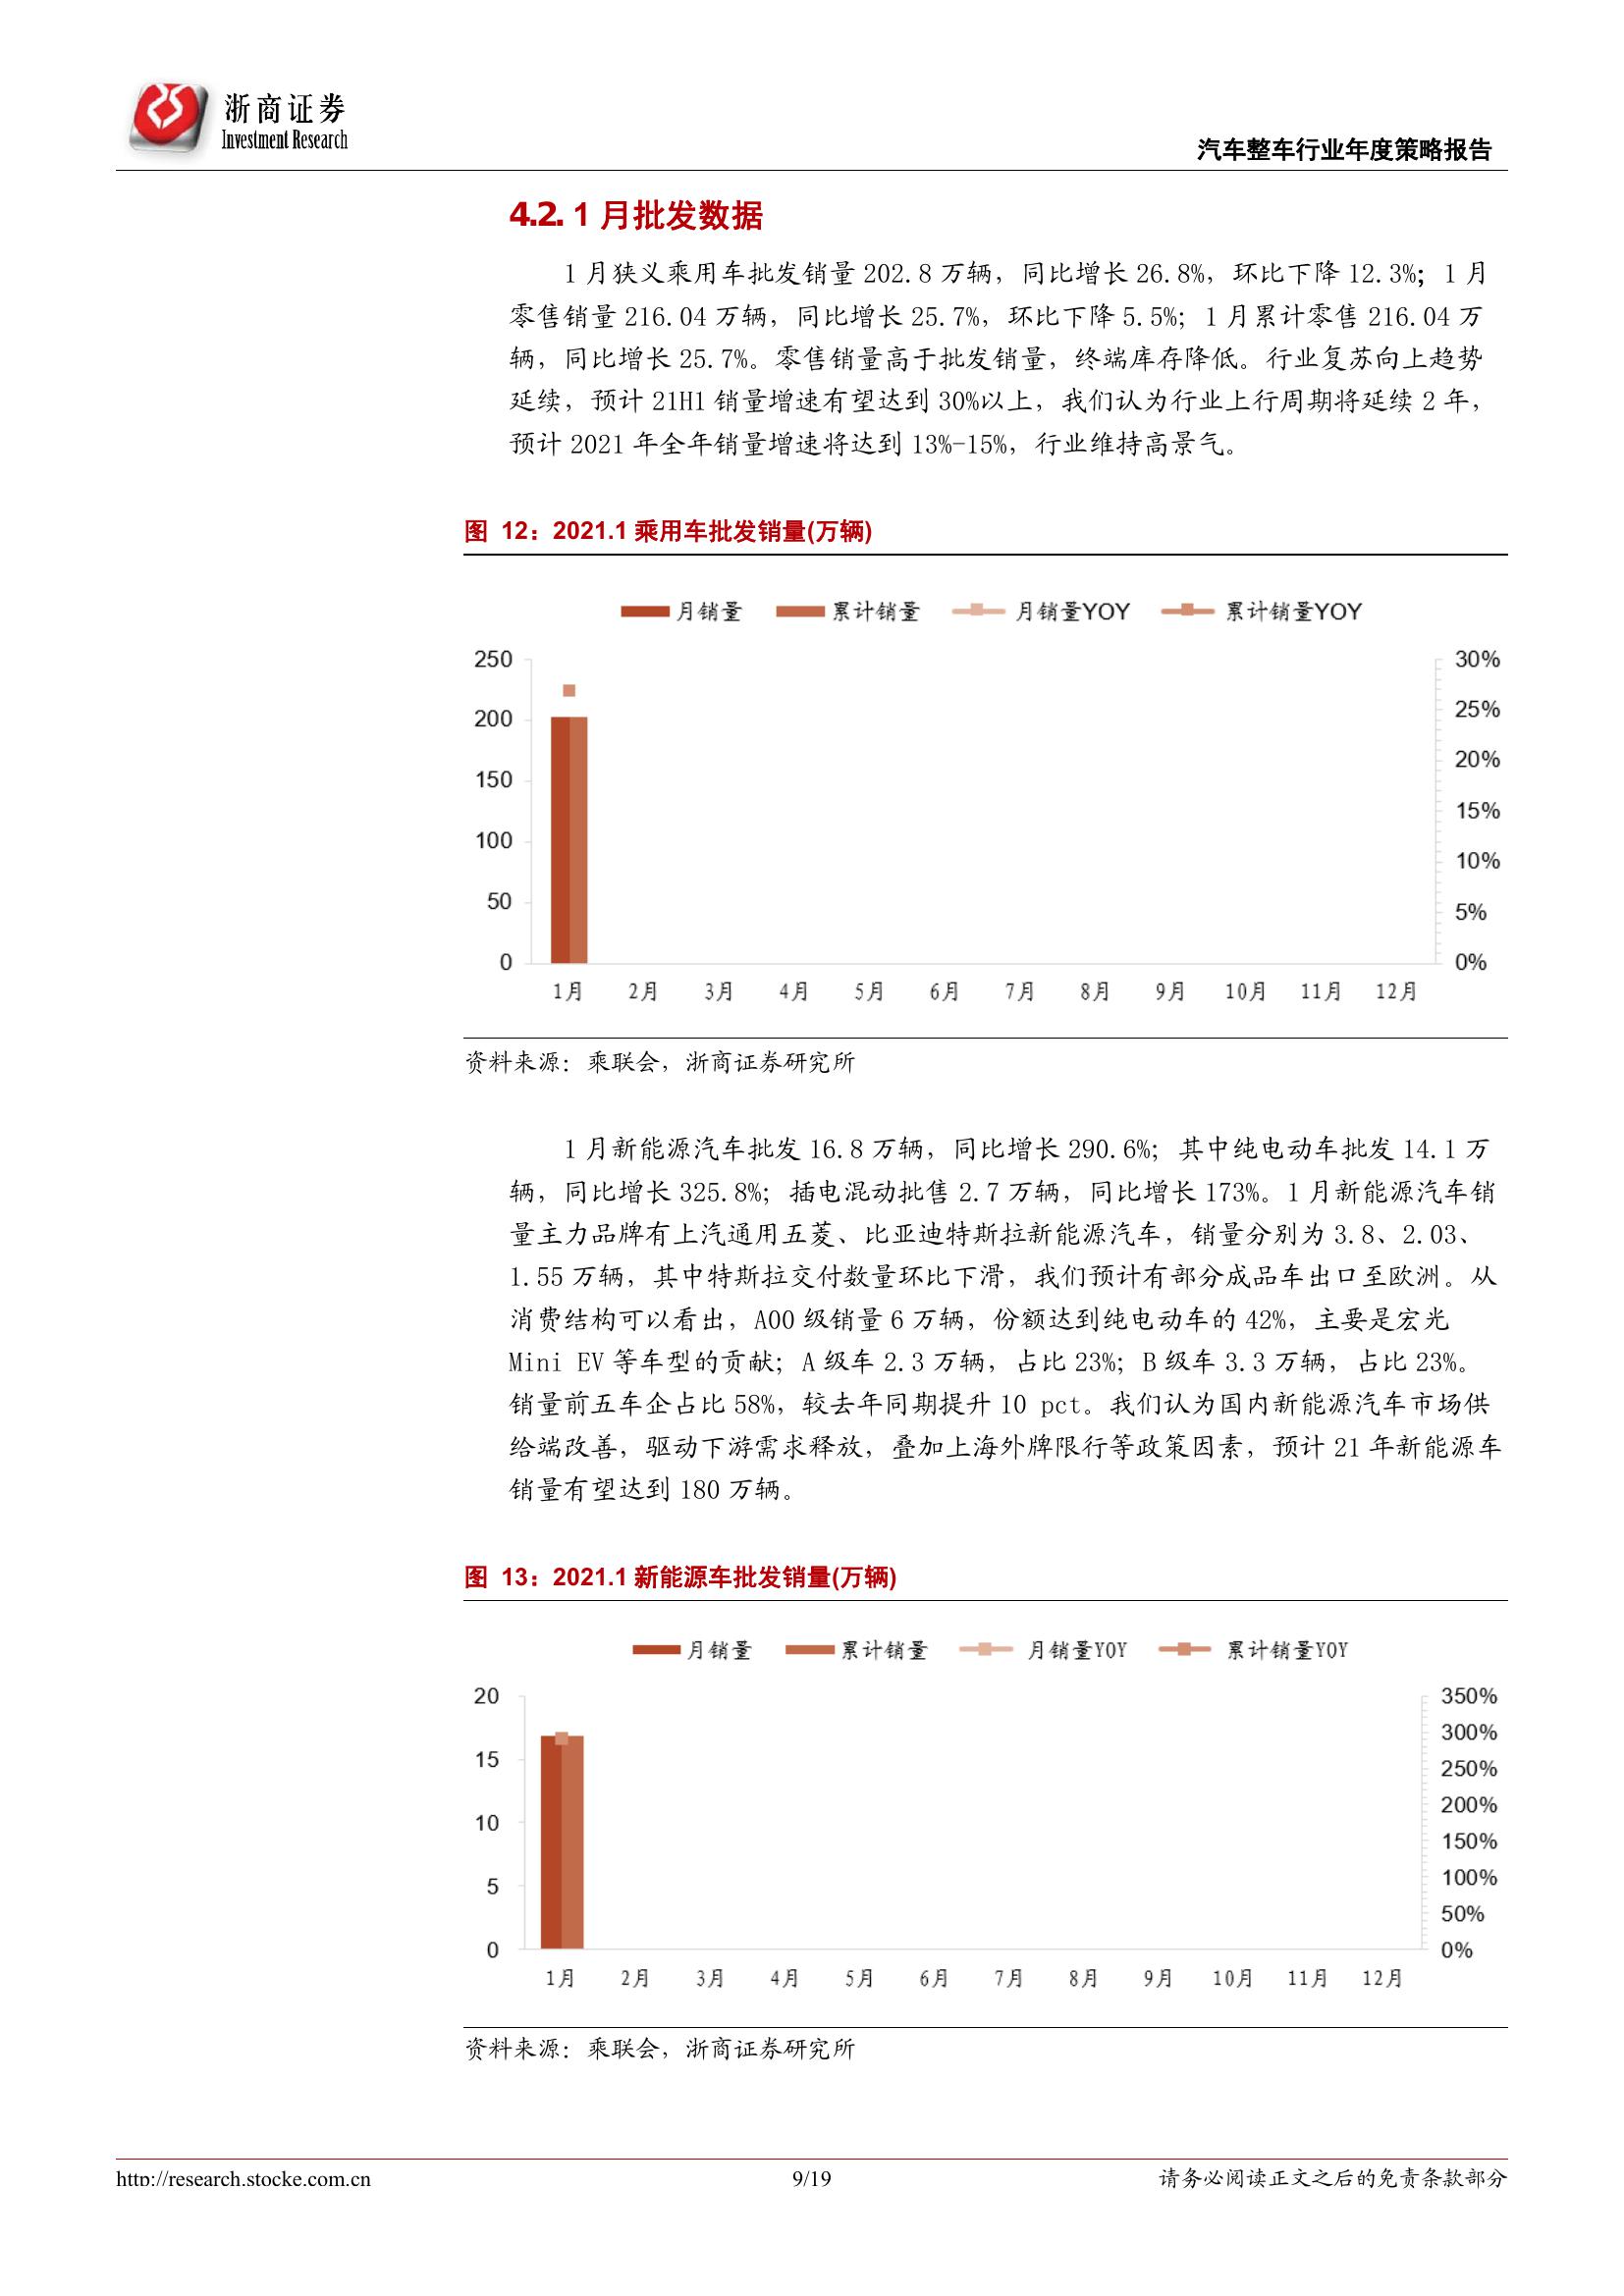 浙商证券
Investment Research
汽车整车行业年度策略报告
4.2. 1 月批发数据
1 月狭义乘用车批发销量 202.8 万辆，同比增长 26.8%，环比下降 12.3%；1 月
零售销量 216.04 万辆，同比增长 25.7%，环比下降 5.5%；1 月累计零售 216.04 万
辆，同比增长 25.7%。零售销量高于批发销量，终端库存降低。行业复苏向上趋势
延续，预计 21H1 销量增速有望达到 30%以上，我们认为行业上行周期将延续 2 年，
预计 2021 年全年销量增速将达到 13%-15%，行业维持高景气。
图 12：2021.1 乘用车批发销量(万辆)
月销量 累计销量 月销量YOY 累计销量YOY
250 30%
25%
200
20%
150
15%
100
10%
50
5%
0 0%
1月 2月 3月 4月 5月 6月 7月 8月 9月 10月 11月 12月
资料来源：乘联会，浙商证券研究所
1 月新能源汽车批发 16.8 万辆，同比增长 290.6%；其中纯电动车批发 14.1 万
辆，同比增长 325.8%；插电混动批售 2.7 万辆，同比增长 173%。1 月新能源汽车销
量主力品牌有上汽通用五菱、比亚迪特斯拉新能源汽车，销量分别为 3.8、2.03、
1.55 万辆，其中特斯拉交付数量环比下滑，我们预计有部分成品车出口至欧洲。从
消费结构可以看出，A00 级销量 6 万辆，份额达到纯电动车的 42%，主要是宏光
Mini EV 等车型的贡献；A 级车 2.3 万辆，占比 23%；B 级车 3.3 万辆，占比 23%。
销量前五车企占比 58%，较去年同期提升 10 pct。我们认为国内新能源汽车市场供
给端改善，驱动下游需求释放，叠加上海外牌限行等政策因素，预计 21 年新能源车
销量有望达到 180 万辆。
图 13：2021.1 新能源车批发销量(万辆)
月销量 累计销量 月销量YOY 累计销量YOY
20 350%
300%
15
250%
200%
10
150%
100%
5
50%
0 0%
1月 2月 3月 4月 5月 6月 7月 8月 9月 10月 11月 12月
资料来源：乘联会，浙商证券研究所
http://research.stocke.com.cn 9/19 请务必阅读正文之后的免责条款部分